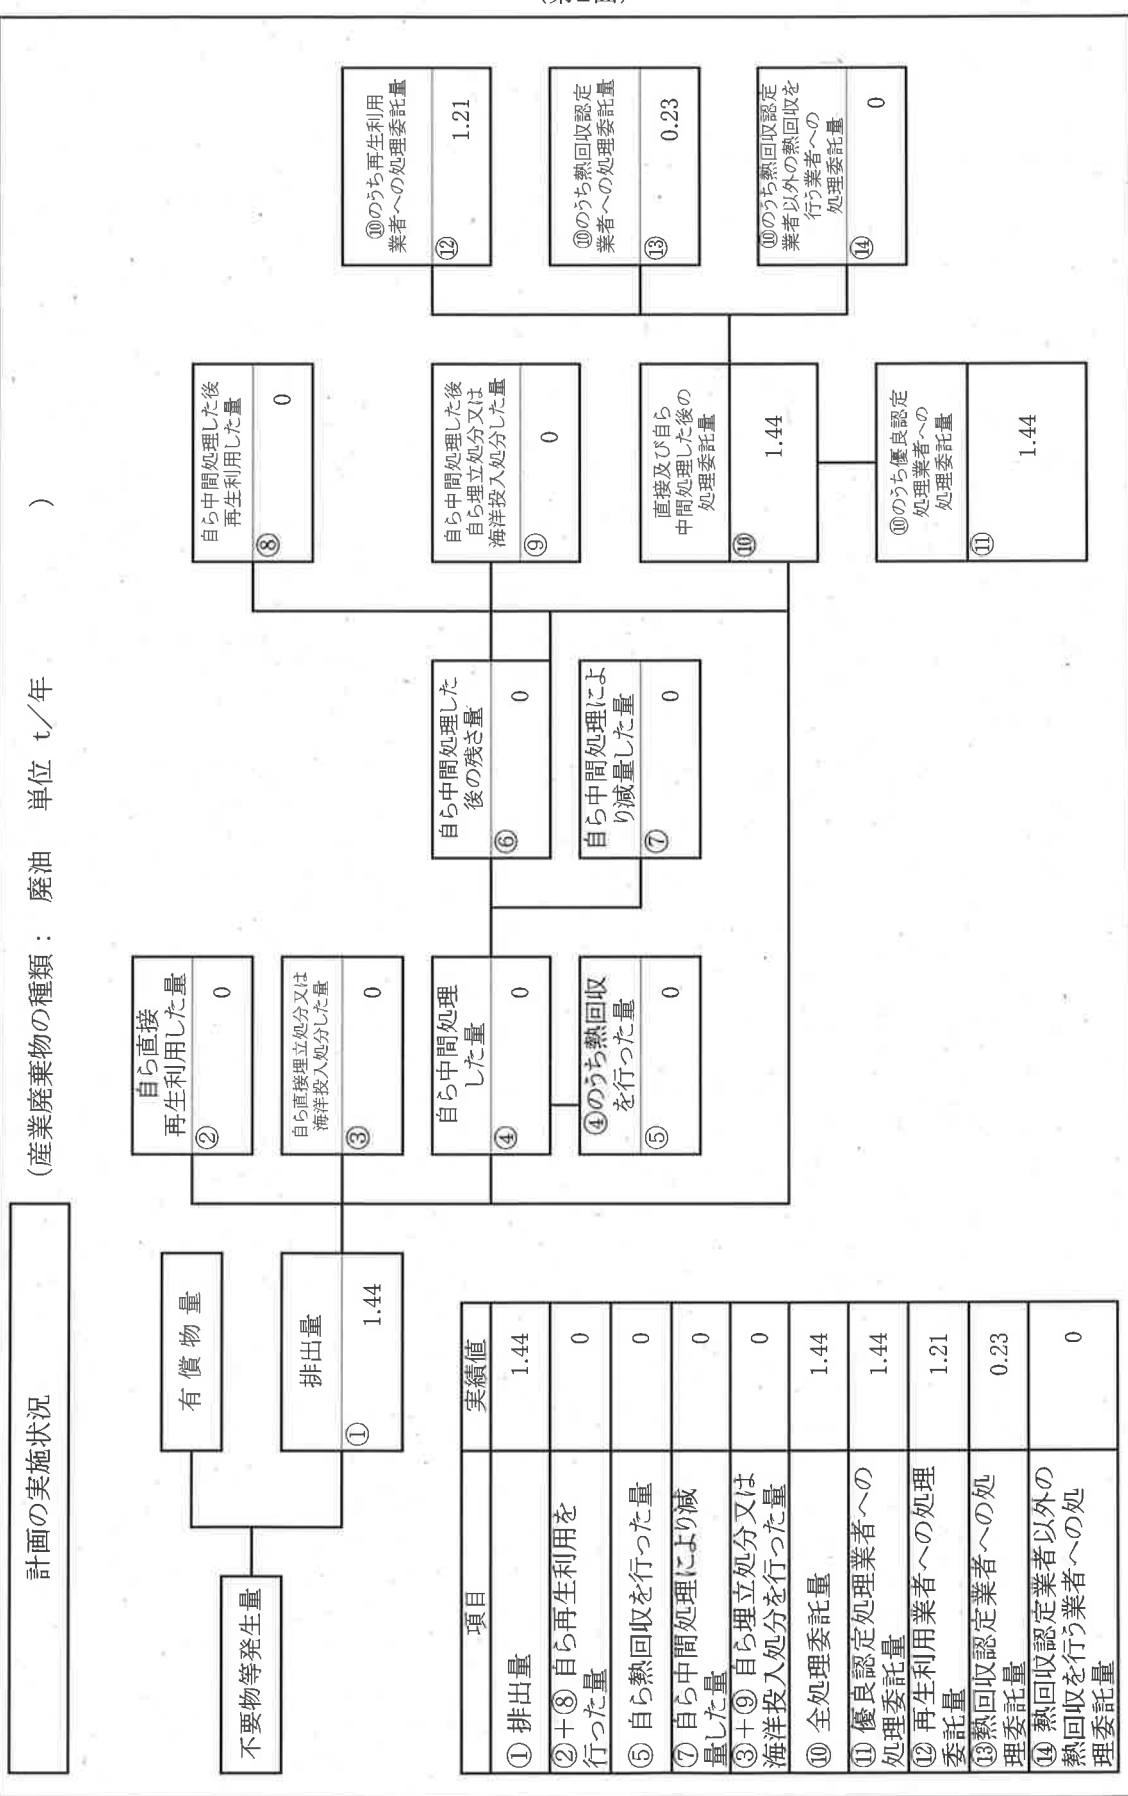 計画の実施状況
(産業廃棄物の種類： 廃油 単位 t／年 )
不要物等発生量
有 償 物 量
排出量
① 1.44
自ら直接
再生利用した量
② 0
自ら直接埋立処分又は
海洋投入処分した量
③ 0
自ら中間処理
した量
④ 0
④のうち熱回収
を行った量
⑤ 0
自ら中間処理した
後の残さ量
⑥ 0
自ら中間処理によ
り減量した量
⑦ 0
自ら中間処理した後
再生利用した量
⑧ 0
自ら中間処理した後
自ら埋立処分又は
海洋投入処分した量
⑨ 0
直接及び自ら
中間処理した後の
処理委託量
⑩ 1.44
⑩のうち優良認定
処理業者への
処理委託量
⑪ 1.44
⑩のうち再生利用
業者への処理委託量
⑫ 1.21
⑩のうち熱回収認定
業者への処理委託量
⑬ 0.23
⑩のうち熱回収認定
業者以外の熱回収を
行う業者への
処理委託量
⑭ 0
項目 実績値
① 排出量 1.44
②＋⑧ 自ら再生利用を
行った量 0
⑤ 自ら熱回収を行った量 0
⑦ 自ら中間処理により減
量した量 0
③＋⑨ 自ら埋立処分又は
海洋投入処分を行った量 0
⑩ 全処理委託量 1.44
⑪ 優良認定処理業者への
処理委託量 1.44
⑫ 再生利用業者への処理
委託量 1.21
⑬熱回収認定業者への処
理委託量 0.23
⑭ 熱回収認定業者以外の
熱回収を行う業者への処
理委託量 0